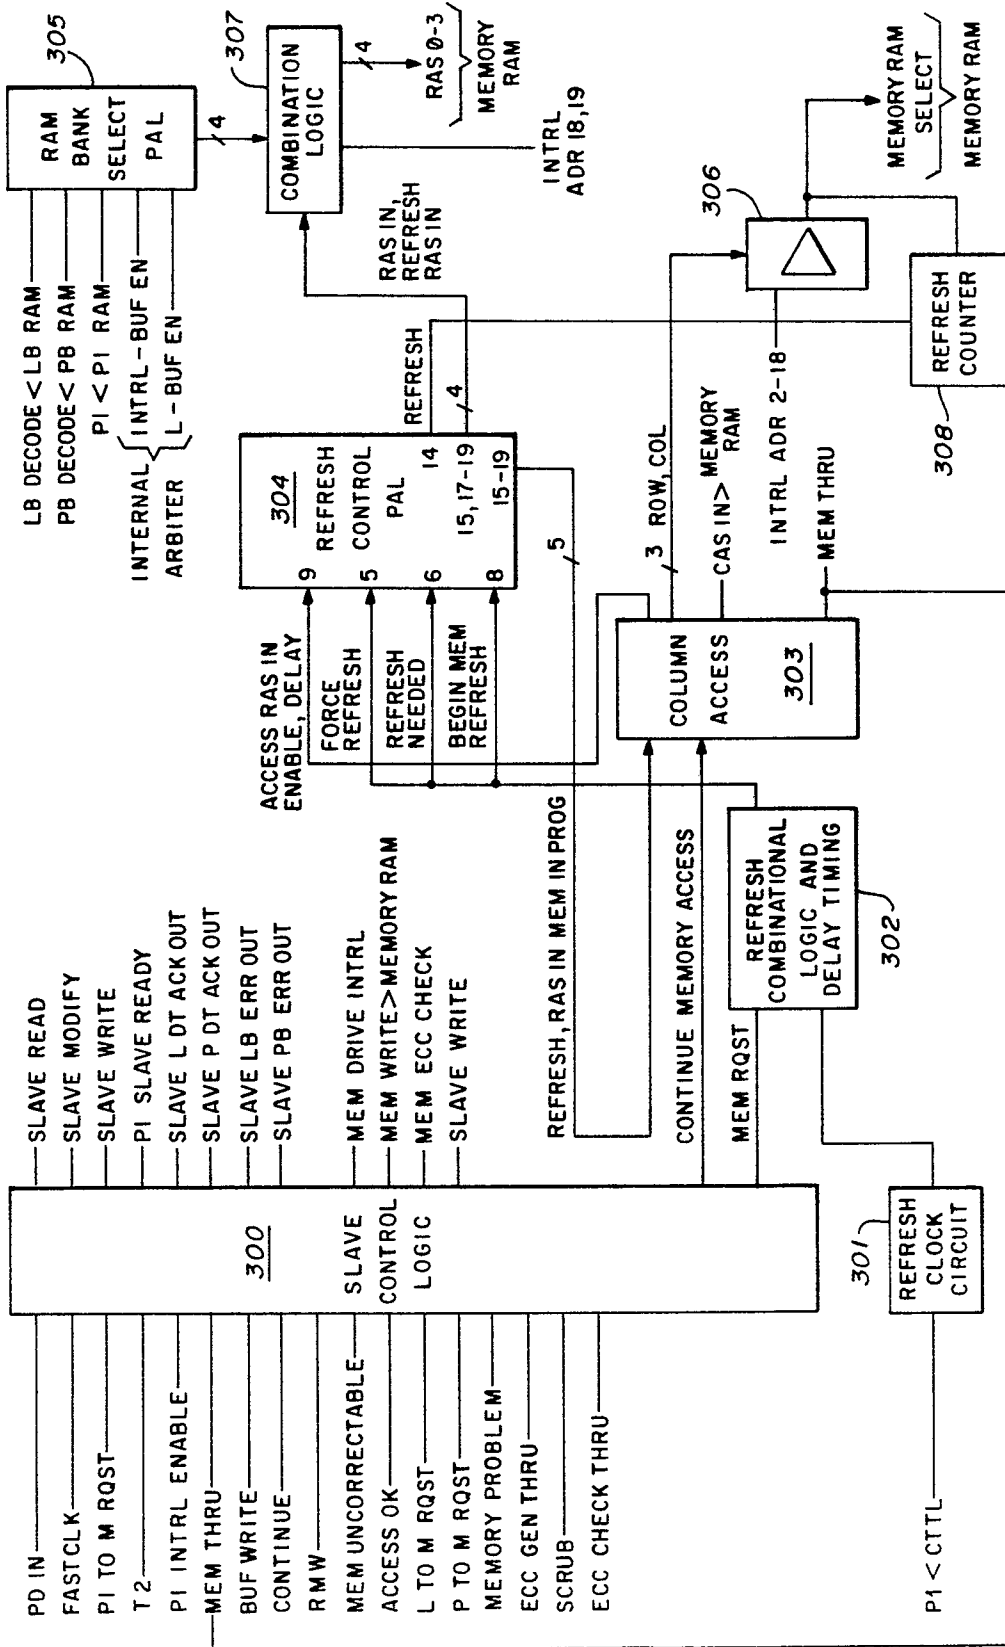 PD IN
FASTCLK
PI TO M RQST
T2
PI INTRL ENABLE
MEM THRU
BUF WRITE
CONTINUE
RMW
MEM UNCORRECTABLE
ACCESS OK
L TO M RQST
P TO M RQST
MEMORY PROBLEM
ECC GEN THRU
SCRUB
ECC CHECK THRU
300
SLAVE
CONTROL
LOGIC
SLAVE READ
SLAVE MODIFY
SLAVE WRITE
PI SLAVE READY
SLAVE L DT ACK OUT
SLAVE P DT ACK OUT
SLAVE LB ERR OUT
SLAVE PB ERR OUT
MEM DRIVE INTRL
MEM WRITE>MEMORY RAM
MEM ECC CHECK
SLAVE WRITE
REFRESH, RAS IN MEM IN PROG
CONTINUE MEMORY ACCESS
MEM RQST
P1 < CTTL
301
REFRESH
CLOCK
CIRCUIT
REFRESH
COMBINATIONAL
LOGIC AND
DELAY TIMING
302
ACCESS RAS IN
ENABLE, DELAY
FORCE
REFRESH
REFRESH
NEEDED
BEGIN MEM
REFRESH
304
9 REFRESH
5 CONTROL
PAL
6
8
14
15, 17-19
15-19
REFRESH
4
5
RAS IN,
REFRESH
RAS IN
COLUMN
ACCESS
303
3 ROW, COL
CAS IN> MEMORY
RAM
INTRL ADR 2-18
MEM THRU
LB DECODE < LB RAM
PB DECODE < PB RAM
PI < PI RAM
INTERNAL
ARBITER
INTRL-BUF EN
L-BUF EN
305
RAM
BANK
SELECT
PAL
4
307
COMBINATION
LOGIC
4
RAS 0-3
MEMORY
RAM
INTRL
ADR 18,19
306
MEMORY RAM
SELECT
MEMORY RAM
REFRESH
COUNTER
308